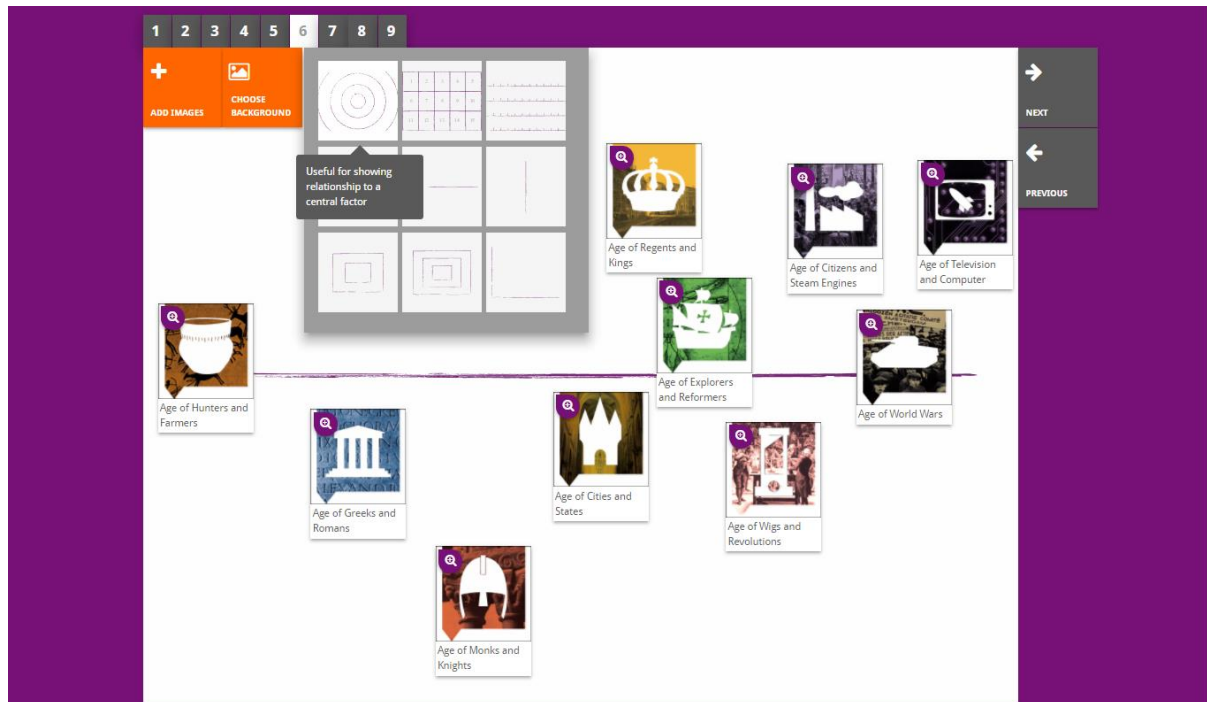 1 2 3 4 5 6 7 8 9
ADD IMAGES
CHOOSE
BACKGROUND
NEXT
PREVIOUS
Useful for showing
relationship to a
central factor
Age of Regents and
Kings
Age of Citizens and
Steam Engines
Age of Television
and Computer
Age of Hunters and
Farmers
Age of Explorers
and Reformers
Age of World Wars
Age of Greeks and
Romans
Age of Cities and
States
Age of Wigs and
Revolutions
Age of Monks and
Knights